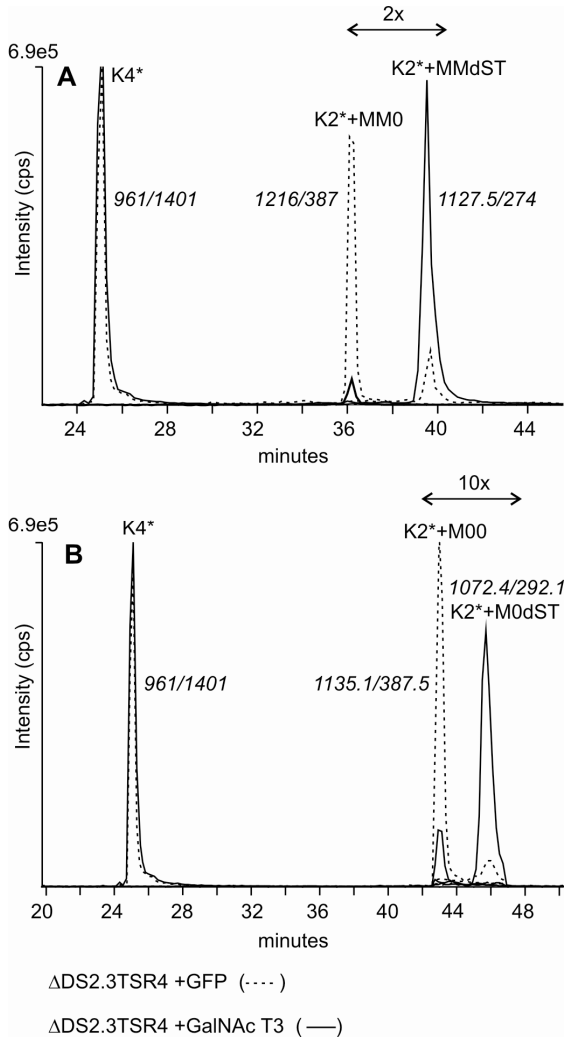 2x
6.9e5
A
K4*
K2*+MMdST
K2*+MM0
961/1401
1216/387
1127.5/274
Intensity (cps)
24 28 32 36 40 44
minutes
10x
6.9e5
B
K4*
K2*+M00
1072.4/292.1
K2*+M0dST
961/1401
1135.1/387.5
Intensity (cps)
20 24 28 32 36 40 44 48
minutes
ΔDS2.3TSR4 +GFP (----)
ΔDS2.3TSR4 +GalNAc T3 (—)